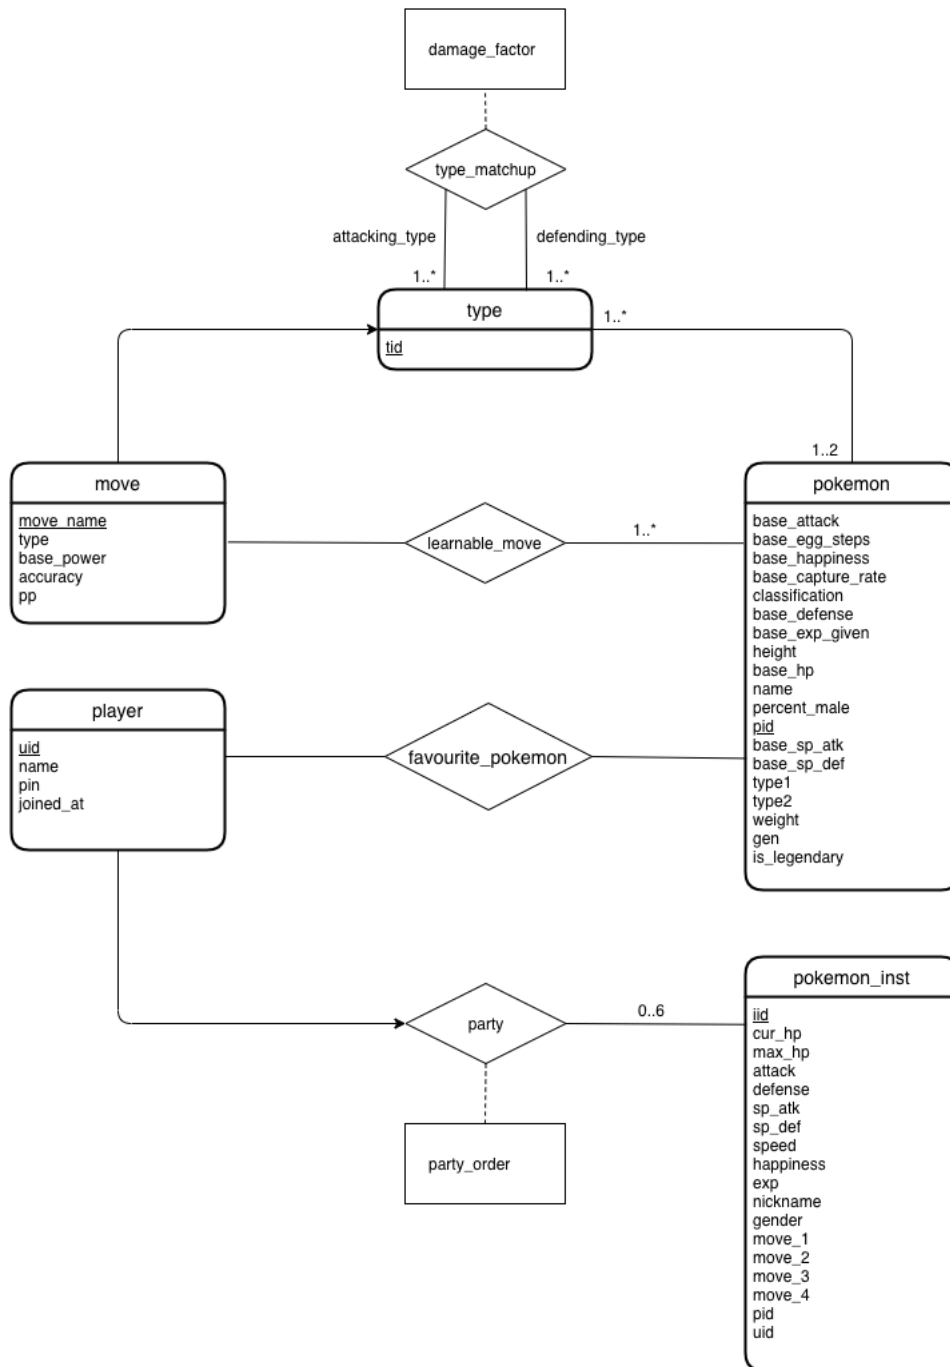 damage_factor
type_matchup
attacking_type
defending_type
1..*
1..*
type
1..*
tid
1..2
move
move_name
type
base_power
accuracy
pp
learnable_move
1..*
pokemon
base_attack
base_egg_steps
base_happiness
base_capture_rate
classification
base_defense
base_exp_given
height
base_hp
name
percent_male
pid
base_sp_atk
base_sp_def
type1
type2
weight
gen
is_legendary
player
uid
name
pin
joined_at
favourite_pokemon
party
0..6
party_order
pokemon_inst
iid
cur_hp
max_hp
attack
defense
sp_atk
sp_def
speed
happiness
exp
nickname
gender
move_1
move_2
move_3
move_4
pid
uid